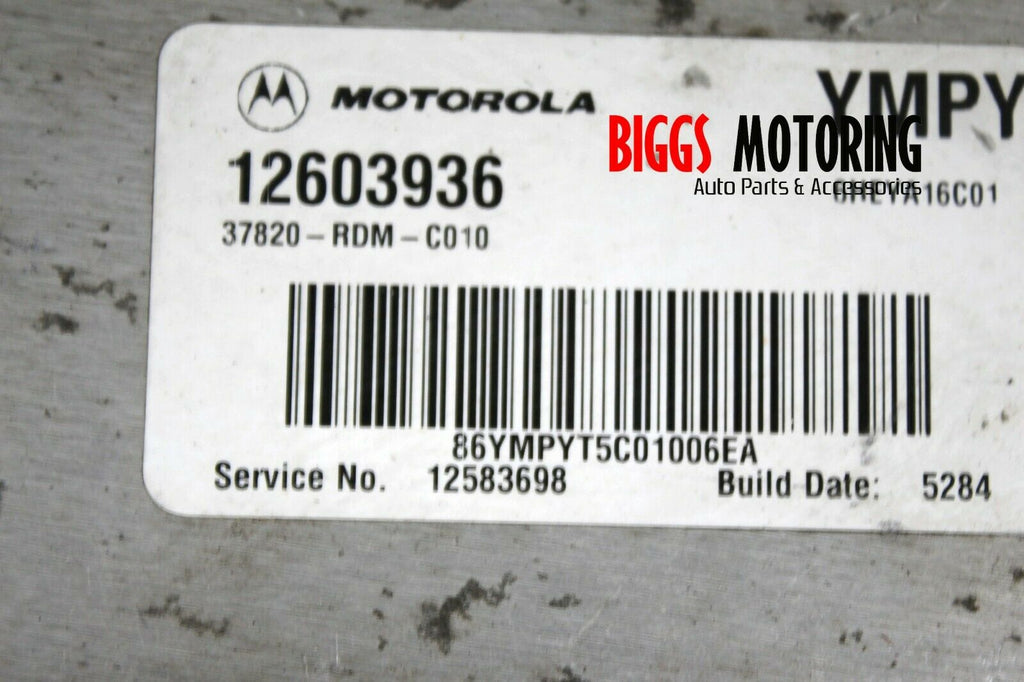 MOTOROLA
YMPY
BIGGS MOTORING
Auto Parts & Accessories
12603936
37820-RDM-C010
86YMPYT5C01006EA
Service No. 12583698 Build Date: 5284